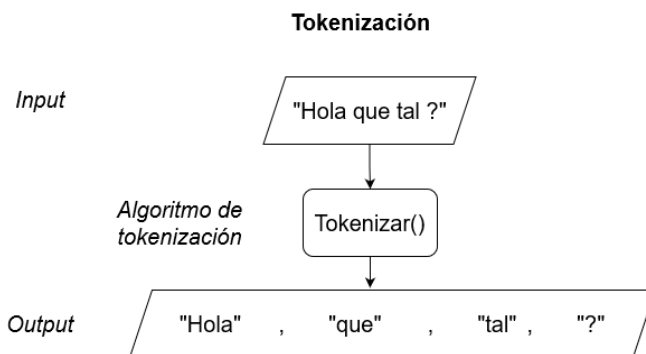 Tokenización
Input
"Hola que tal ?"
Algoritmo de
tokenización
Tokenizar()
Output
"Hola" , "que" , "tal" , "?"